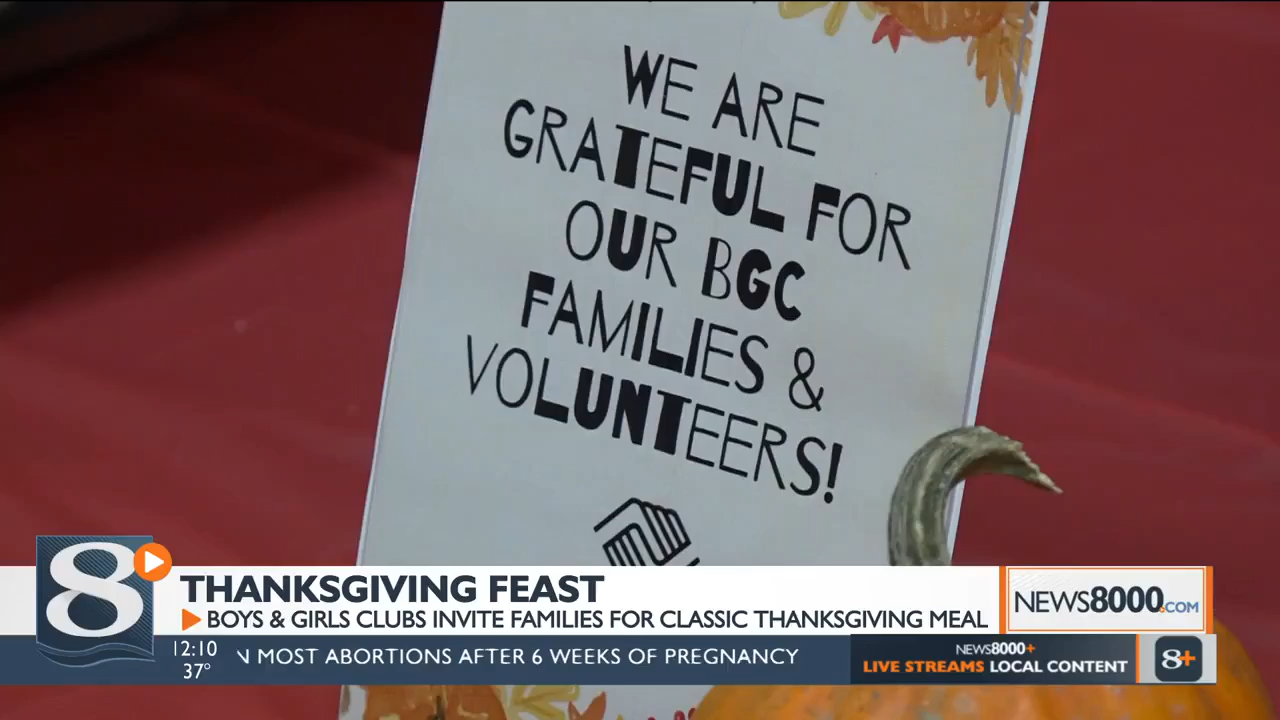 WE ARE
GRATEFUL FOR
OUR BGC
FAMILIES &
VOLUNTEERS!
8
THANKSGIVING FEAST
BOYS & GIRLS CLUBS INVITE FAMILIES FOR CLASSIC THANKSGIVING MEAL
NEWS8000.COM
12:10
37°
N MOST ABORTIONS AFTER 6 WEEKS OF PREGNANCY
NEWS8000+
LIVE STREAMS LOCAL CONTENT
8+